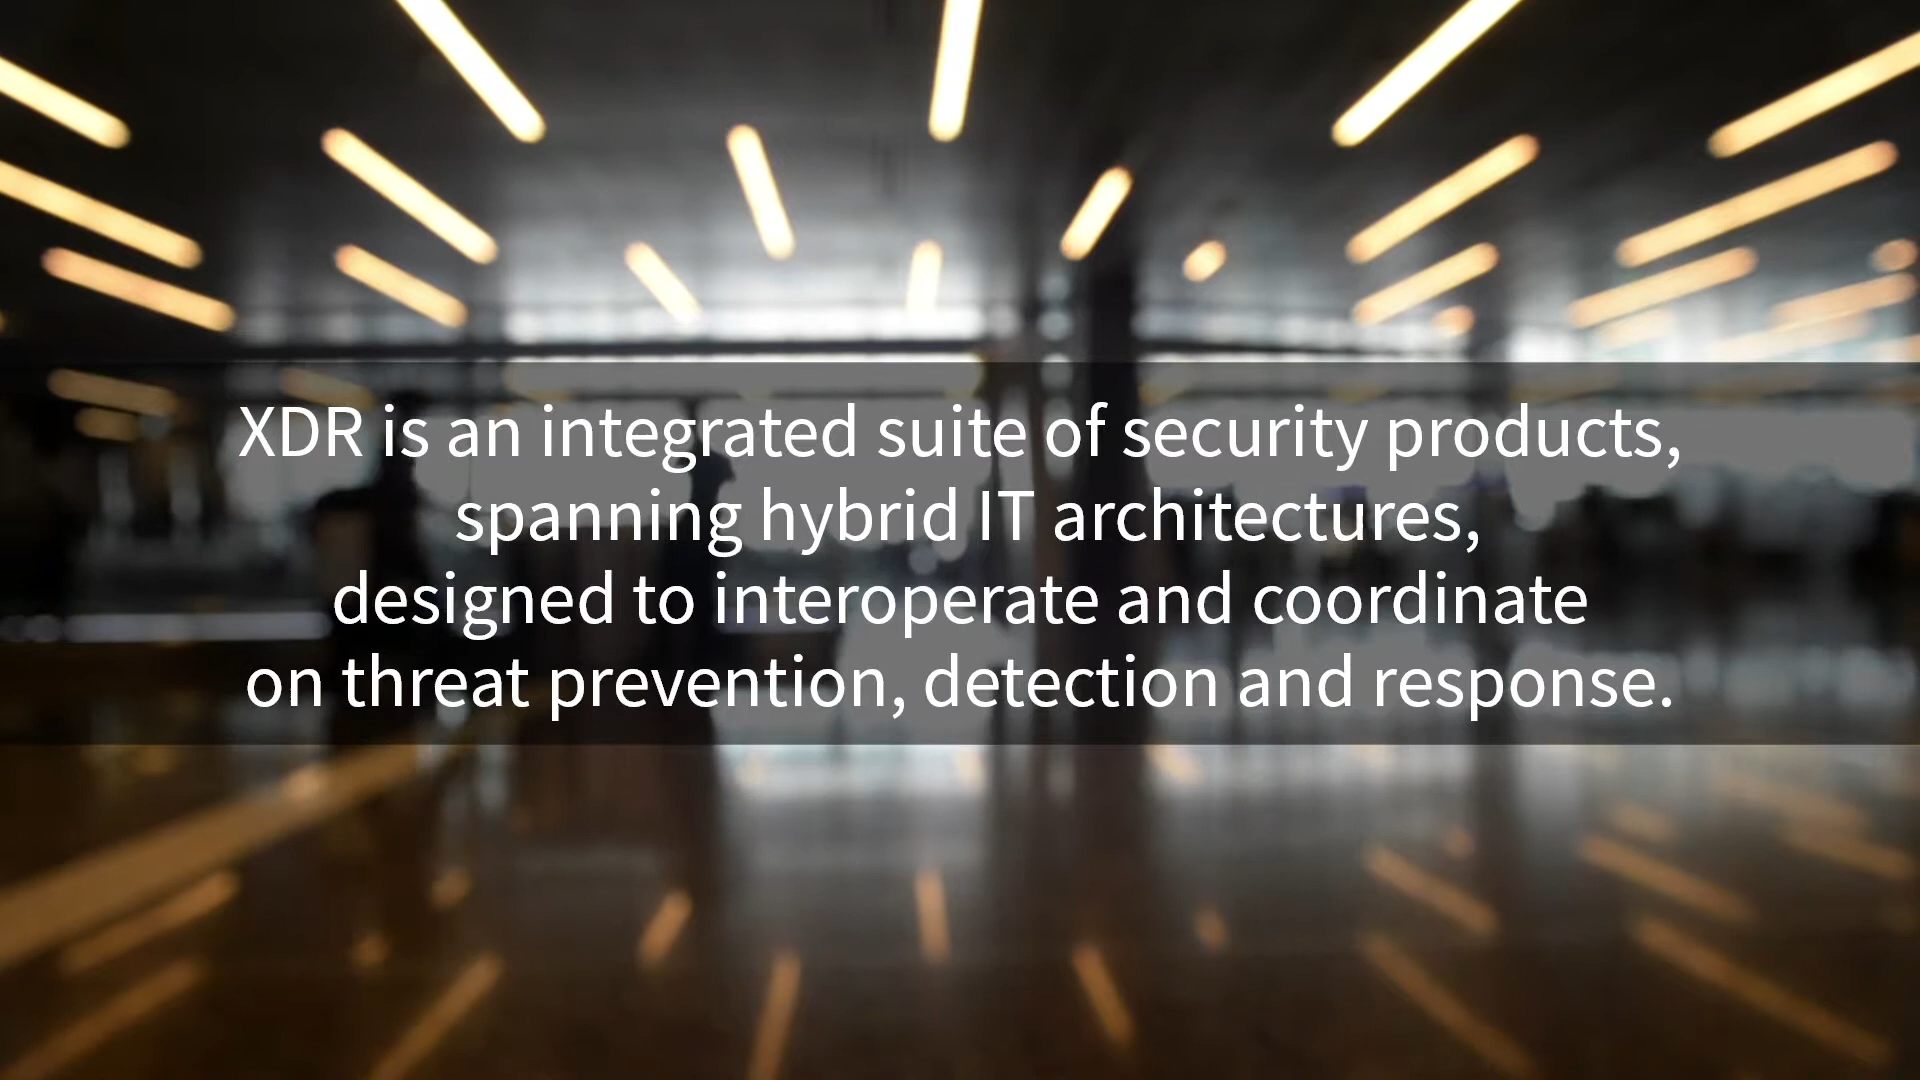 XDR is an integrated suite of security products,
spanning hybrid IT architectures,
designed to interoperate and coordinate
on threat prevention, detection and response.